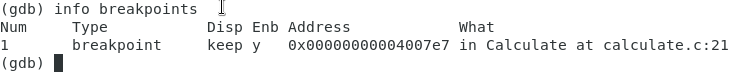 (gdb) info breakpoints
Num     Type           Disp Enb Address            What
1       breakpoint     keep y   0x00000000004007e7 in Calculate at calculate.c:21
(gdb)